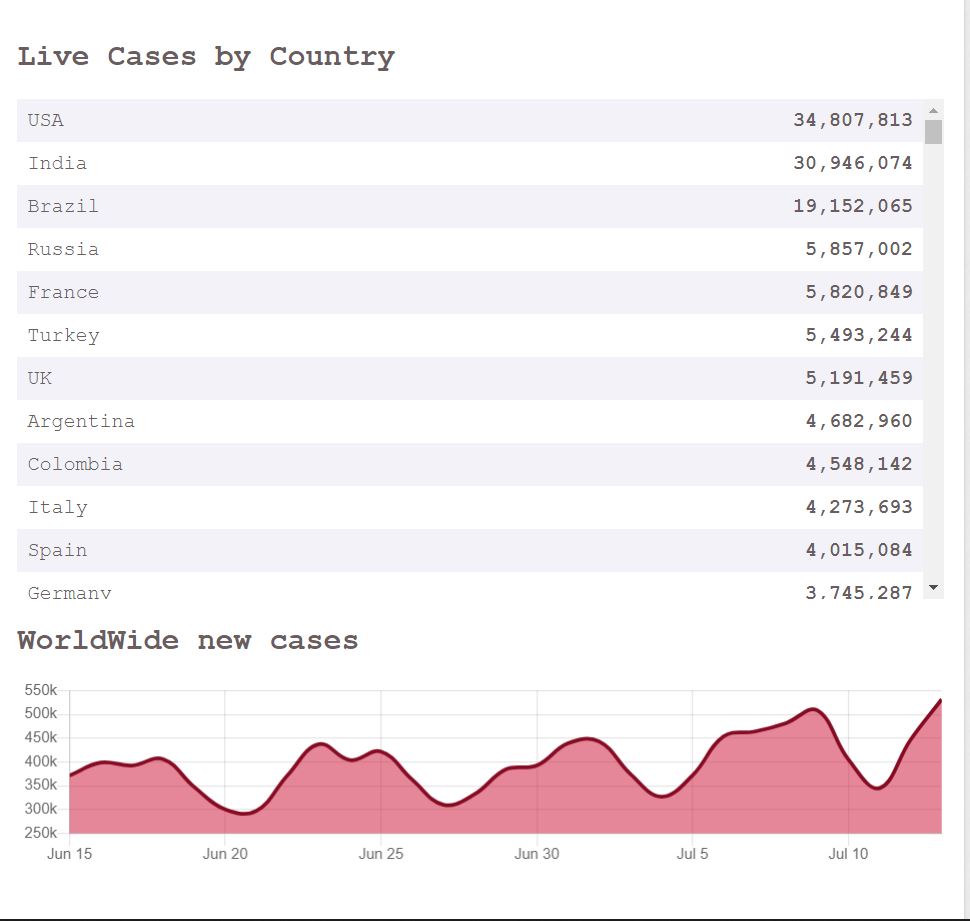 Live Cases by Country
USA 34,807,813
India 30,946,074
Brazil 19,152,065
Russia 5,857,002
France 5,820,849
Turkey 5,493,244
UK 5,191,459
Argentina 4,682,960
Colombia 4,548,142
Italy 4,273,693
Spain 4,015,084
Germany 3,745,287
WorldWide new cases
550k
500k
450k
400k
350k
300k
250k
Jun 15 Jun 20 Jun 25 Jun 30 Jul 5 Jul 10